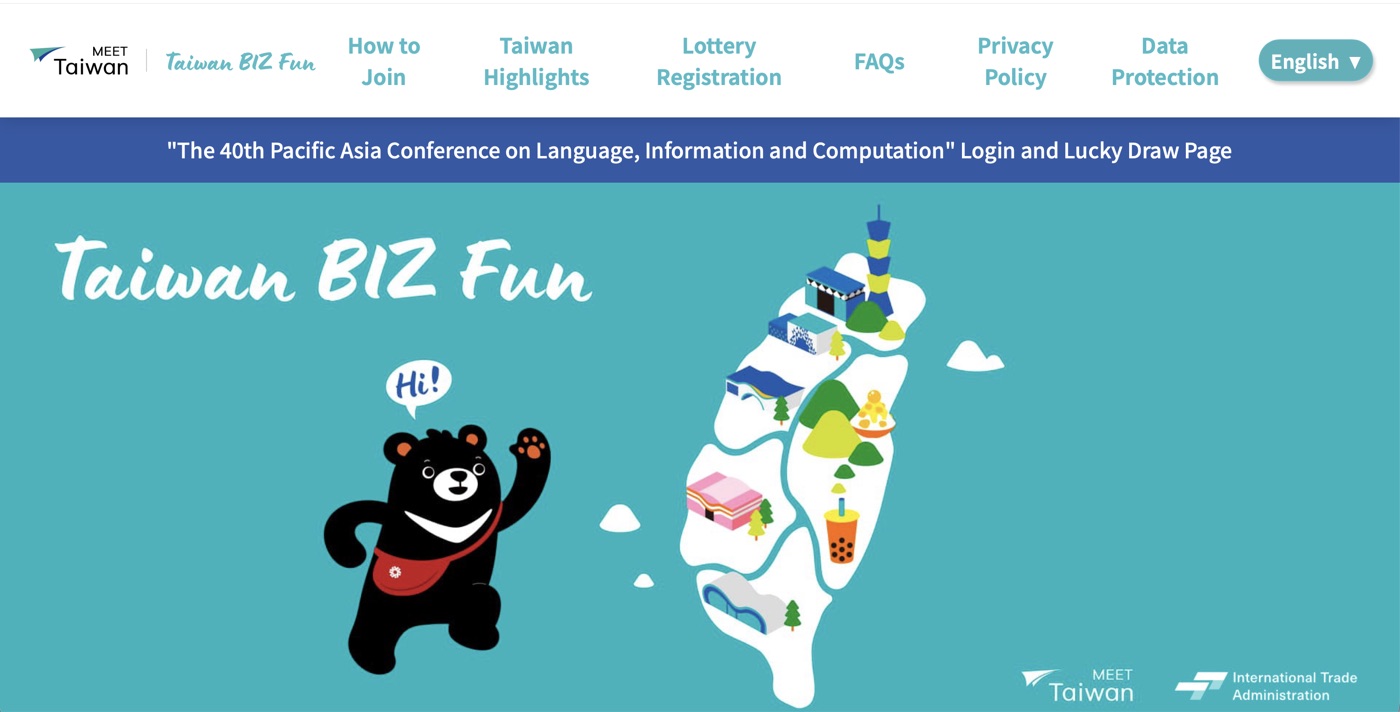 MEET
Taiwan
Taiwan BIZ Fun
How to
Join
Taiwan
Highlights
Lottery
Registration
FAQs
Privacy
Policy
Data
Protection
English ▼
"The 40th Pacific Asia Conference on Language, Information and Computation" Login and Lucky Draw Page
Taiwan BIZ Fun
Hi!
MEET
Taiwan
International Trade
Administration